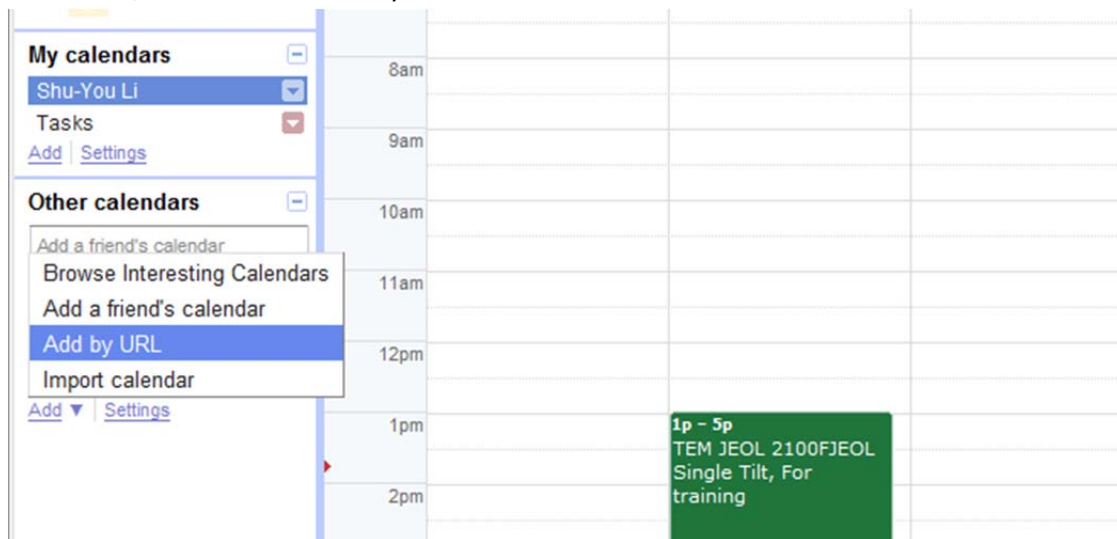 My calendars
Shu-You Li
Tasks
Add Settings
Other calendars
Add a friend's calendar
Browse Interesting Calendars
Add a friend's calendar
Add by URL
Import calendar
Add ▼ Settings
8am
9am
10am
11am
12pm
1pm
2pm
1p – 5p
TEM JEOL 2100FJEOL
Single Tilt, For
training